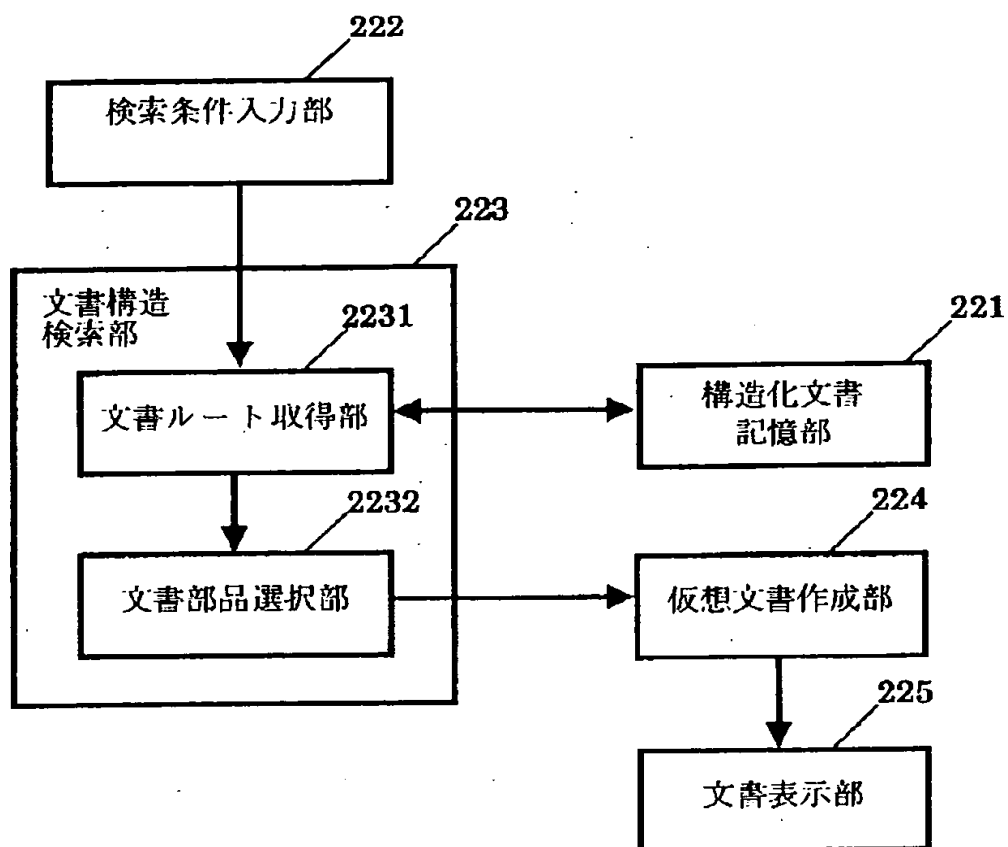 222
検索条件入力部
223
文書構造
検索部
2231
文書ルート取得部
221
構造化文書
記憶部
2232
文書部品選択部
224
仮想文書作成部
225
文書表示部